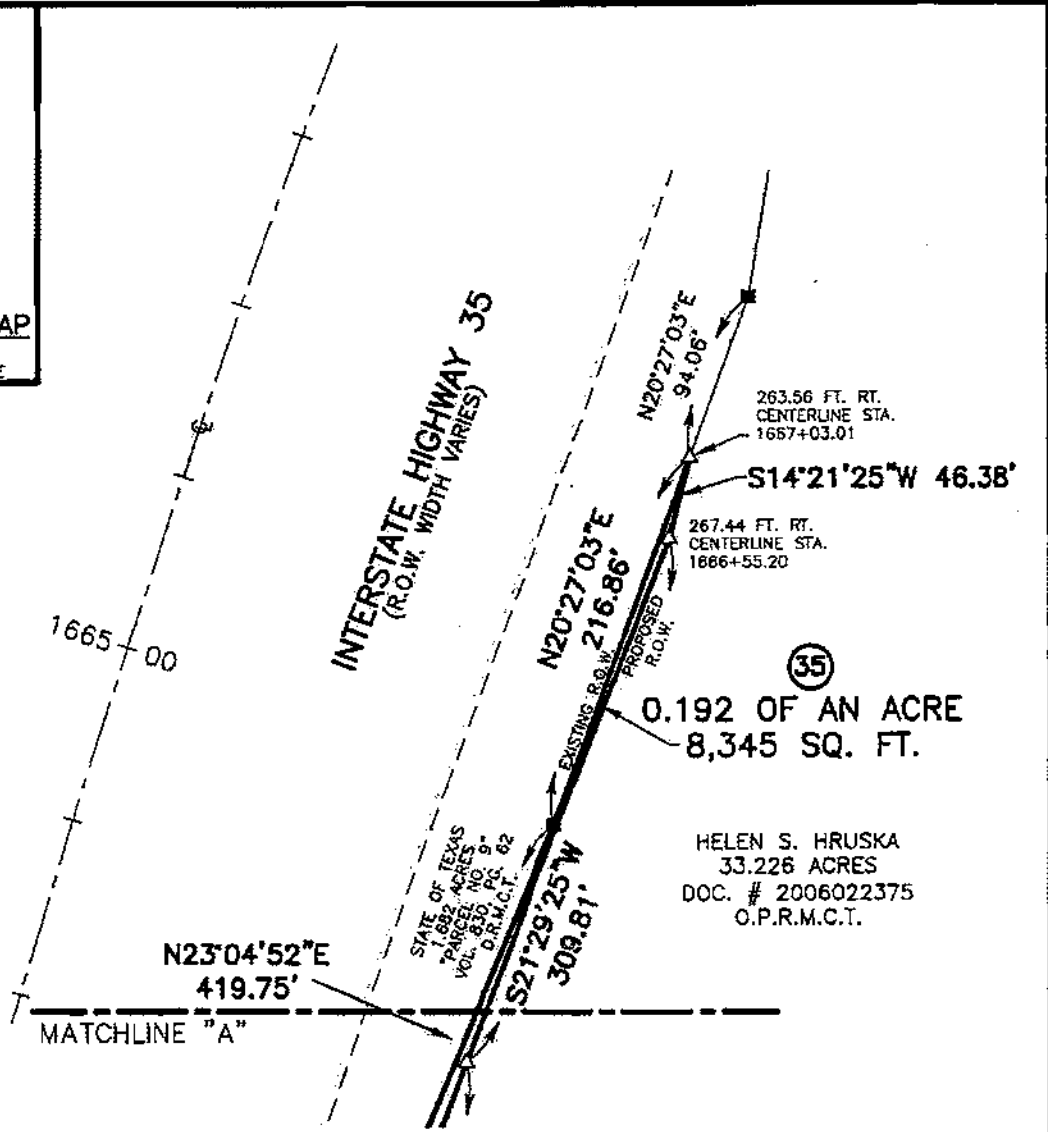 AP
E
INTERSTATE HIGHWAY 35
(R.O.W. WIDTH VARIES)
N20°27'03"E
94.06'
263.56 FT. RT.
CENTERLINE STA.
1667+03.01
S14°21'25"W 46.38'
267.44 FT. RT.
CENTERLINE STA.
1666+55.20
N20°27'03"E
216.86'
EXISTING R.O.W.
PROPOSED
R.O.W.
1665 00
35
0.192 OF AN ACRE
8,345 SQ. FT.
HELEN S. HRUSKA
33.226 ACRES
DOC. # 2006022375
O.P.R.M.C.T.
STATE OF TEXAS
1.682 ACRES
"PARCEL NO. 9"
VOL. 830, PG. 62
D.R.M.C.T.
S21°29'25"W
309.81'
N23°04'52"E
419.75'
MATCHLINE "A"